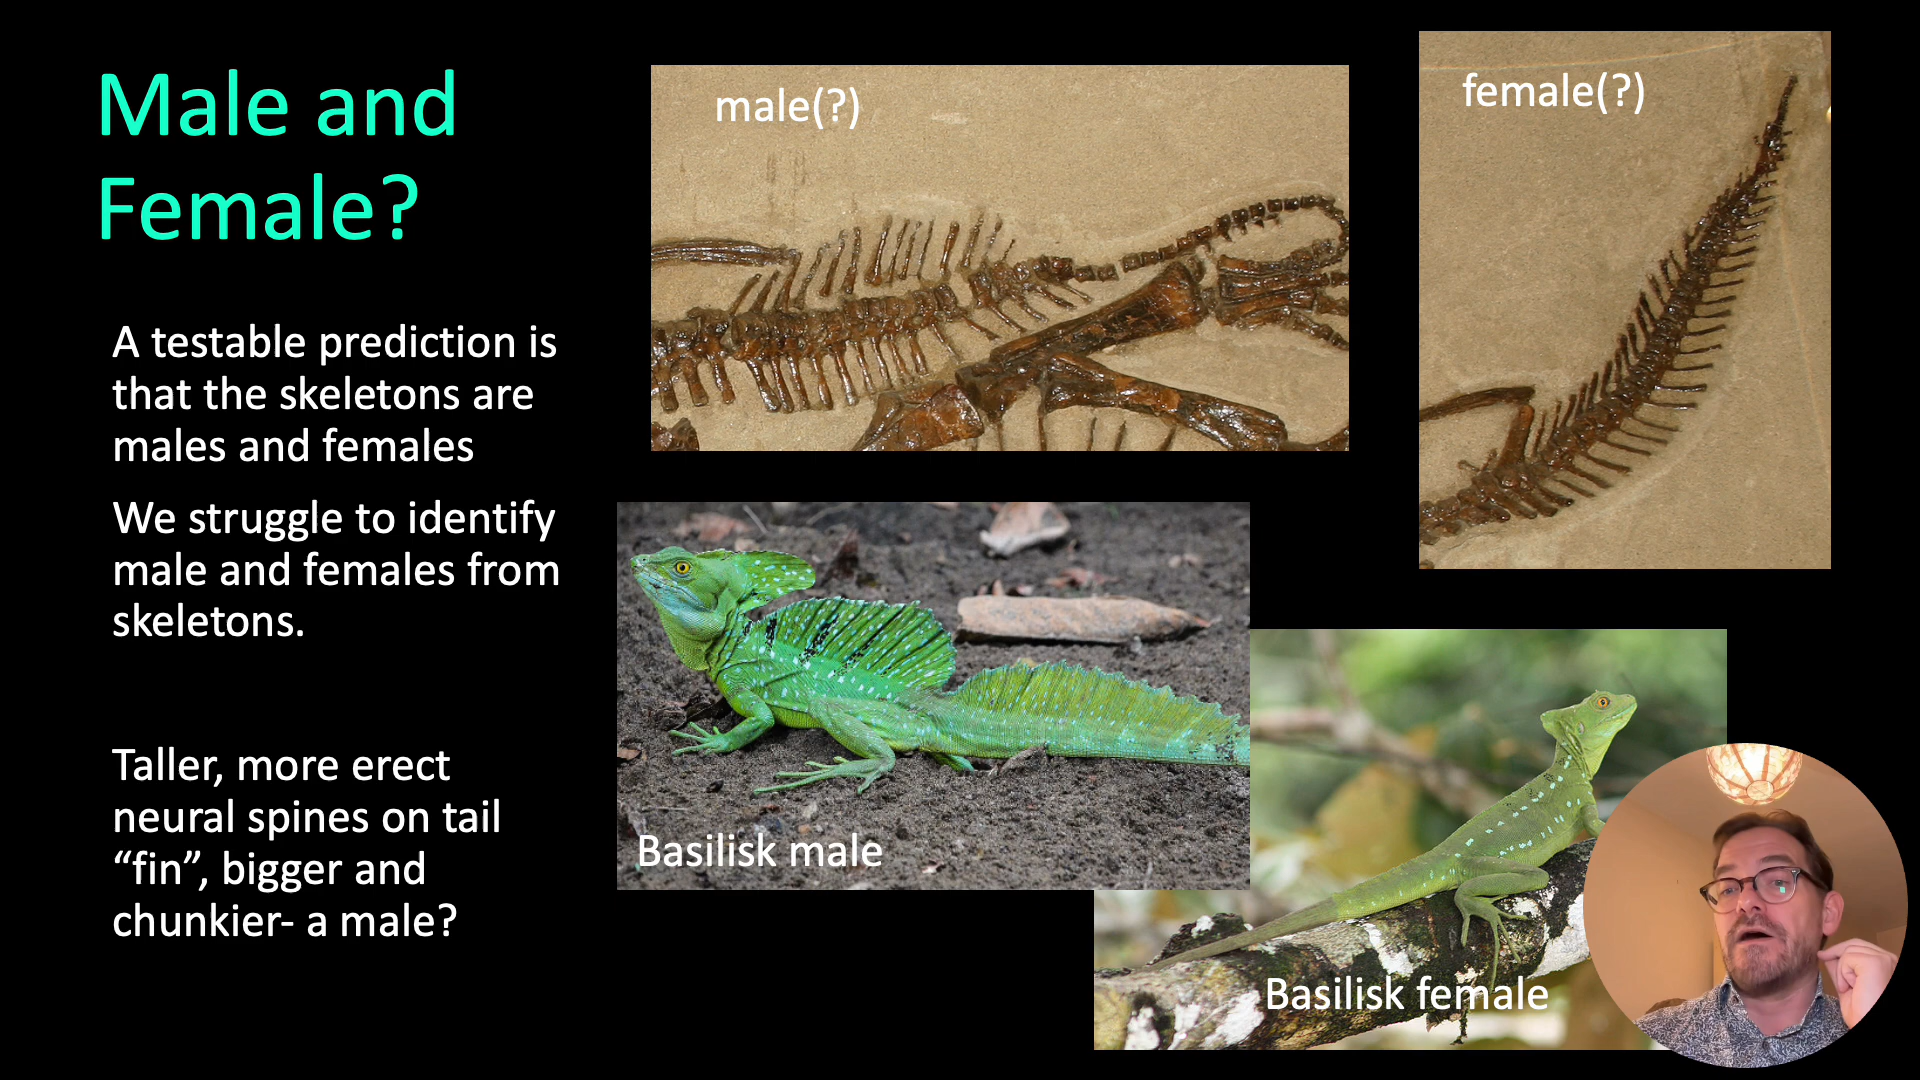 Male and
Female?
A testable prediction is
that the skeletons are
males and females
We struggle to identify
male and females from
skeletons.
Taller, more erect
neural spines on tail
“fin”, bigger and
chunkier- a male?
male(?)
female(?)
Basilisk male
Basilisk female